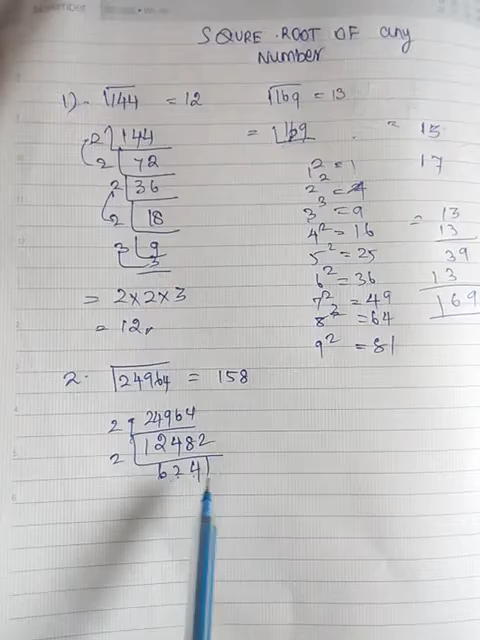 SQURE ROOT OF any
Number
1) √144 = 12
√169 = 13
2 144
2 72
2 36
2 18
3 9
3
= 2×2×3
= 12
= √169
= 15
17
1² = 1
2² = 4
3³ = 9
4² = 16
5² = 25
6² = 36
7² = 49
8² = 64
9² = 81
= 13
13
39
13
169
2. √24964 = 158
2 24964
2 12482
6241